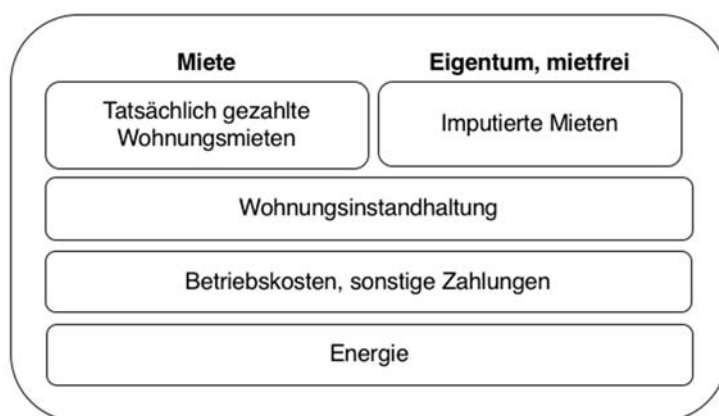 Miete
Eigentum, mietfrei
Tatsächlich gezahlte
Wohnungsmieten
Imputierte Mieten
Wohnungsinstandhaltung
Betriebskosten, sonstige Zahlungen
Energie